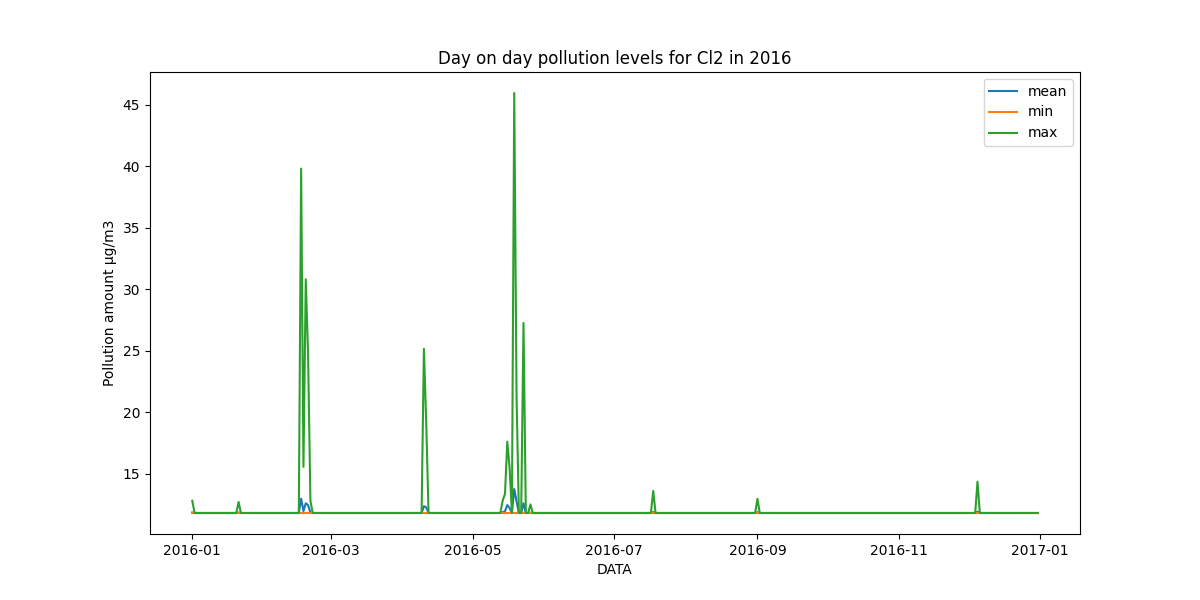 Day on day pollution levels for Cl2 in 2016
mean
min
max
Pollution amount µg/m3
45
40
35
30
25
20
15
2016-01
2016-03
2016-05
2016-07
2016-09
2016-11
2017-01
DATA